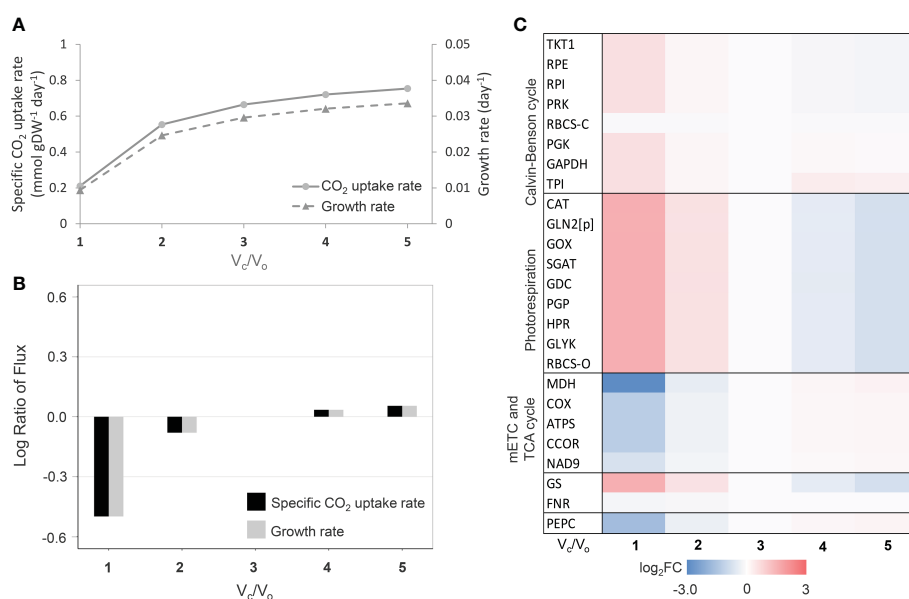 A
Specific CO2 uptake rate
(mmol gDW-1 day-1)
1
0.8
0.6
0.4
0.2
0
0.05
0.04
0.03
0.02
0.01
0
Growth rate (day-1)
CO2 uptake rate
Growth rate
1 2 3 4 5
Vc/Vo
B
Log Ratio of Flux
0.6
0.3
0.0
-0.3
-0.6
Specific CO2 uptake rate
Growth rate
1 2 3 4 5
Vc/Vo
C
Calvin-Benson cycle
TKT1
RPE
RPI
PRK
RBCS-C
PGK
GAPDH
TPI
Photorespiration
CAT
GLN2[p]
GOX
SGAT
GDC
PGP
HPR
GLYK
RBCS-O
mETC and
TCA cycle
MDH
COX
ATPS
CCOR
NAD9
GS
FNR
PEPC
Vc/Vo 1 2 3 4 5
log2FC
-3.0 0 3